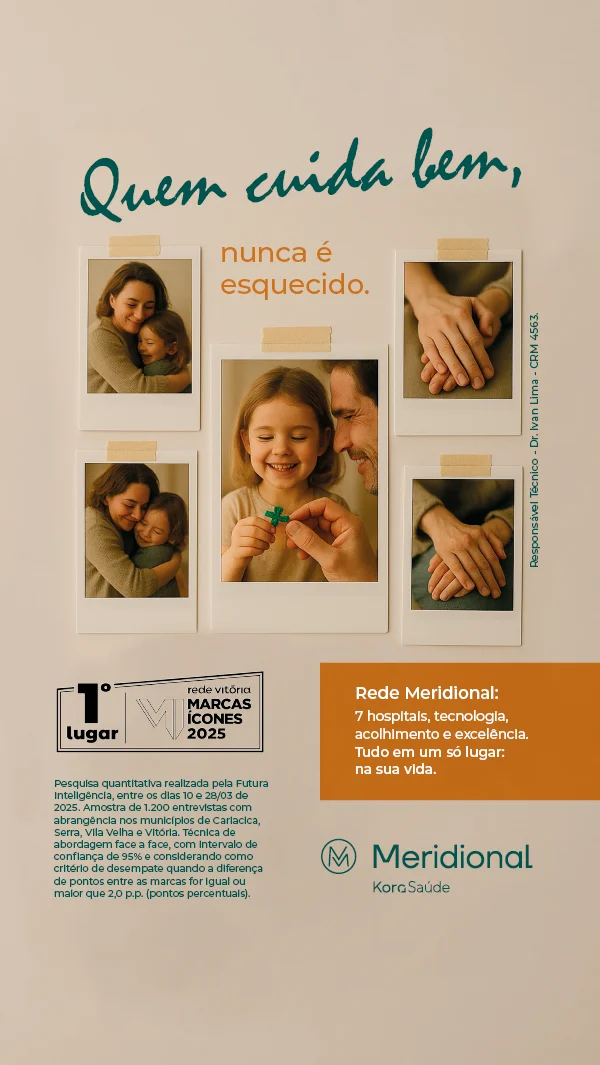 Quem cuida bem,
nunca é
esquecido.
Responsável Técnico - Dr. Ivan Lima - CRM 4563.
1º
lugar
rede vitória
MARCAS
ÍCONES
2025
Pesquisa quantitativa realizada pela Futura
Inteligência, entre os dias 10 e 28/03 de
2025. Amostra de 1.200 entrevistas com
abrangência nos municípios de Cariacica,
Serra, Vila Velha e Vitória. Técnica de
abordagem face a face, com intervalo de
confiança de 95% e considerando como
critério de desempate quando a diferença
de pontos entre as marcas for igual ou
maior que 2,0 p.p. (pontos percentuais).
Rede Meridional:
7 hospitais, tecnologia,
acolhimento e excelência.
Tudo em um só lugar:
na sua vida.
Meridional
KoraSaúde